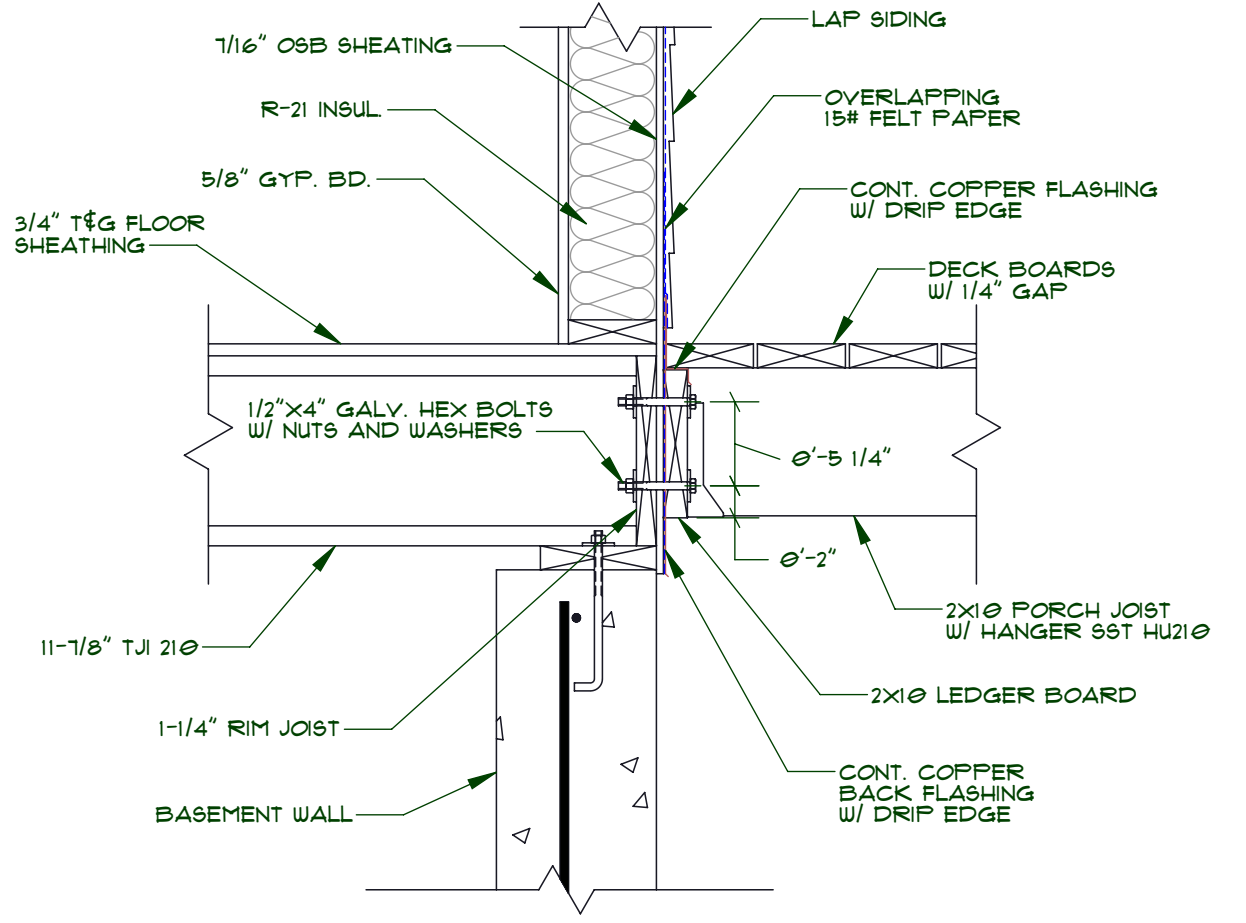 7/16" OSB SHEATING
R-21 INSUL.
5/8" GYP. BD.
3/4" T&G FLOOR
SHEATHING
LAP SIDING
OVERLAPPING
15# FELT PAPER
CONT. COPPER FLASHING
W/ DRIP EDGE
DECK BOARDS
W/ 1/4" GAP
1/2"X4" GALV. HEX BOLTS
W/ NUTS AND WASHERS
0'-5 1/4"
0'-2"
11-7/8" TJI 210
1-1/4" RIM JOIST
BASEMENT WALL
2X10 PORCH JOIST
W/ HANGER SST HU210
2X10 LEDGER BOARD
CONT. COPPER
BACK FLASHING
W/ DRIP EDGE